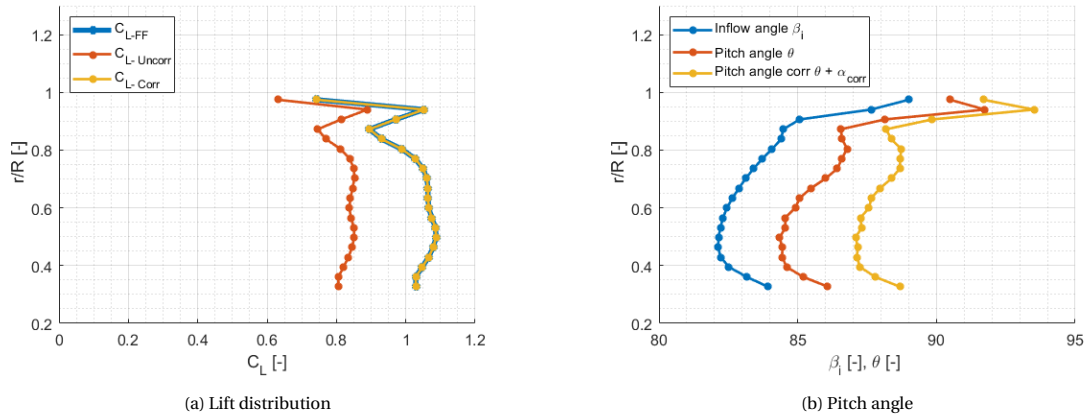 C_L-FF
C_L- Uncorr
C_L- Corr
1.2
1
0.8
0.6
0.4
0.2
r/R [-]
0 0.2 0.4 0.6 0.8 1 1.2
C_L [-]
(a) Lift distribution
Inflow angle β_i
Pitch angle θ
Pitch angle corr θ + α_corr
1.2
1
0.8
0.6
0.4
0.2
r/R [-]
80 85 90 95
β_i [-], θ [-]
(b) Pitch angle